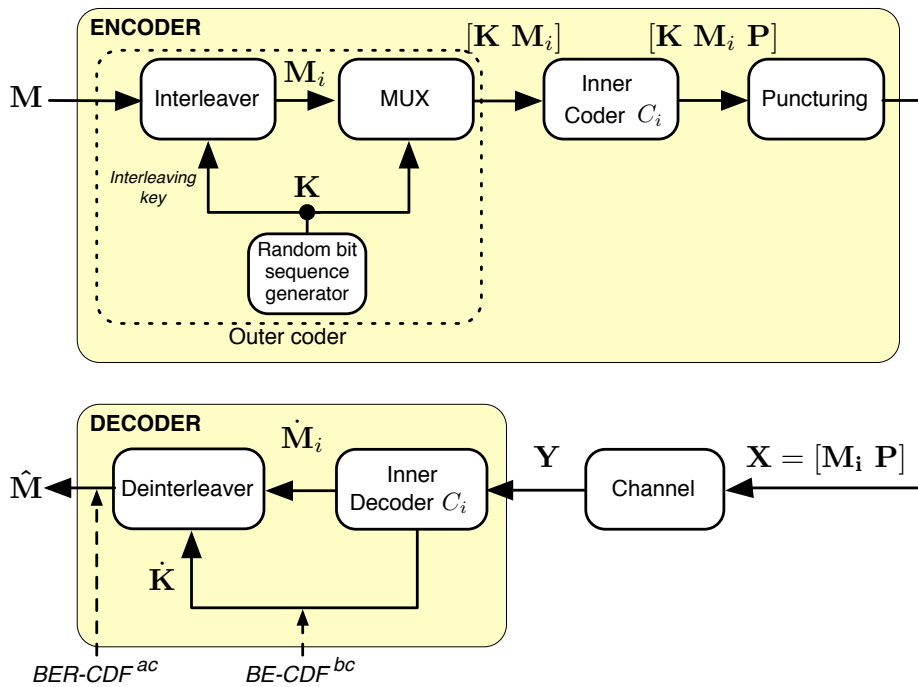 ENCODER
[K M_i]
[K M_i P]
M
Interleaver
M_i
MUX
Inner
Coder C_i
Puncturing
Interleaving
key
K
Random bit
sequence
generator
Outer coder
DECODER
M̂
Deinterleaver
Ṁ_i
Inner
Decoder C_i
Y
Channel
X = [M_i P]
K̇
BER-CDF^ac
BE-CDF^bc